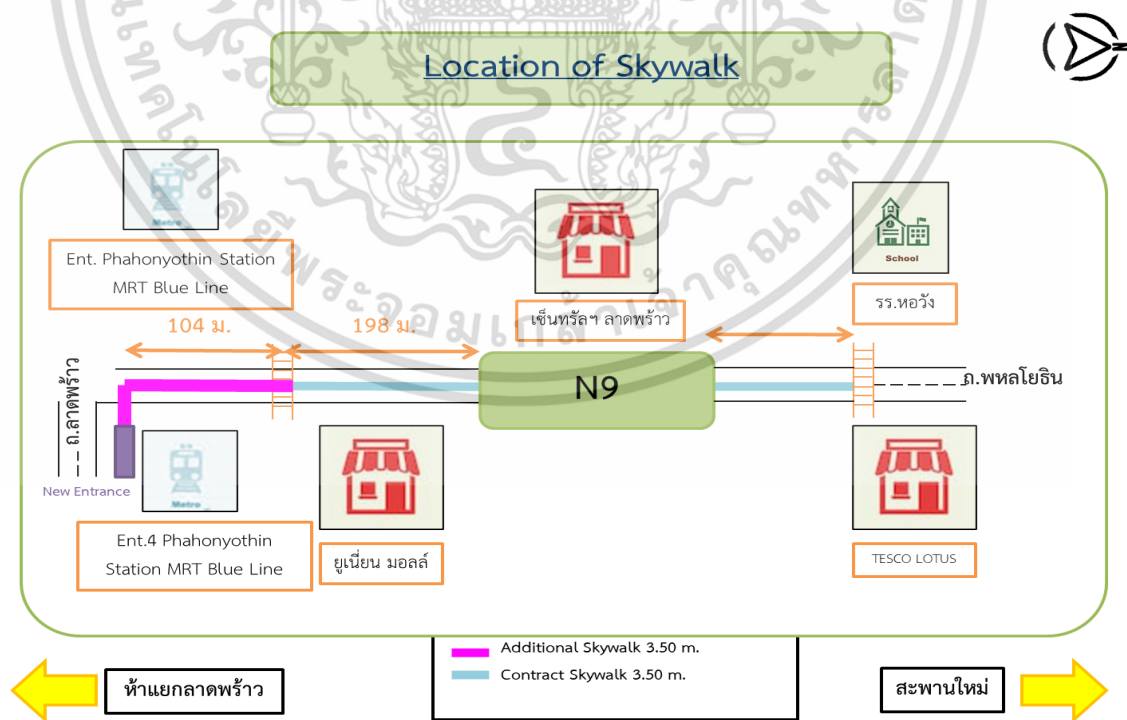 Location of Skywalk
N
Metro
Ent. Phahonyothin Station
MRT Blue Line
School
เซ็นทรัลฯ ลาดพร้าว
รร.หอวัง
104 ม.
198 ม.
N9
ถ.พหลโยธิน
ถ.ลาดพร้าว
New Entrance
Metro
Ent.4 Phahonyothin
Station MRT Blue Line
ยูเนี่ยน มอลล์
TESCO LOTUS
Additional Skywalk 3.50 m.
Contract Skywalk 3.50 m.
ห้าแยกลาดพร้าว
สะพานใหม่